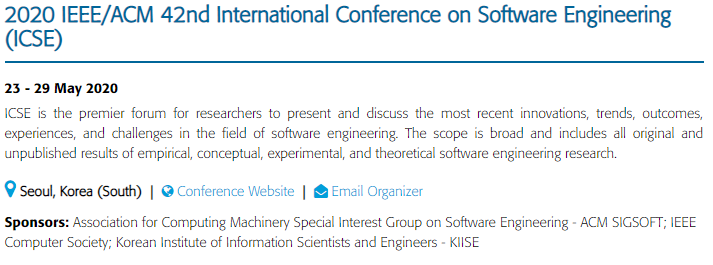 2020 IEEE/ACM 42nd International Conference on Software Engineering
(ICSE)
23 - 29 May 2020
ICSE is the premier forum for researchers to present and discuss the most recent innovations, trends, outcomes,
experiences, and challenges in the field of software engineering. The scope is broad and includes all original and
unpublished results of empirical, conceptual, experimental, and theoretical software engineering research.
Seoul, Korea (South) | Conference Website | Email Organizer
Sponsors: Association for Computing Machinery Special Interest Group on Software Engineering - ACM SIGSOFT; IEEE
Computer Society; Korean Institute of Information Scientists and Engineers - KIISE